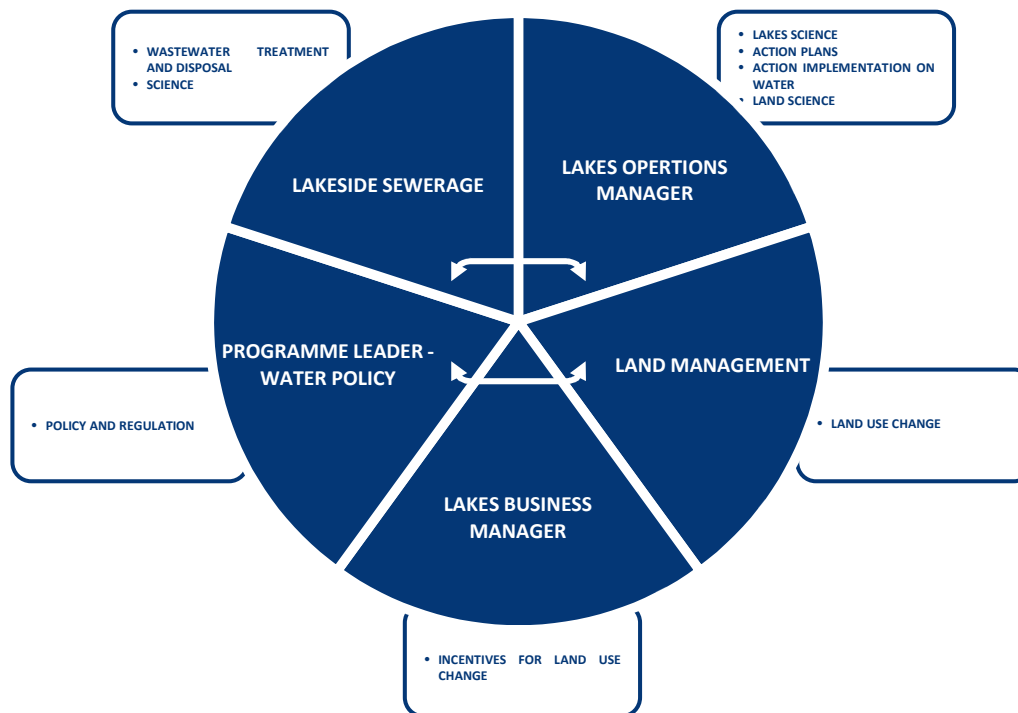 • WASTEWATER TREATMENT
AND DISPOSAL
• SCIENCE
• LAKES SCIENCE
• ACTION PLANS
• ACTION IMPLEMENTATION ON
WATER
• LAND SCIENCE
LAKESIDE SEWERAGE
LAKES OPERTIONS
MANAGER
PROGRAMME LEADER -
WATER POLICY
LAND MANAGEMENT
• POLICY AND REGULATION
• LAND USE CHANGE
LAKES BUSINESS
MANAGER
• INCENTIVES FOR LAND USE
CHANGE